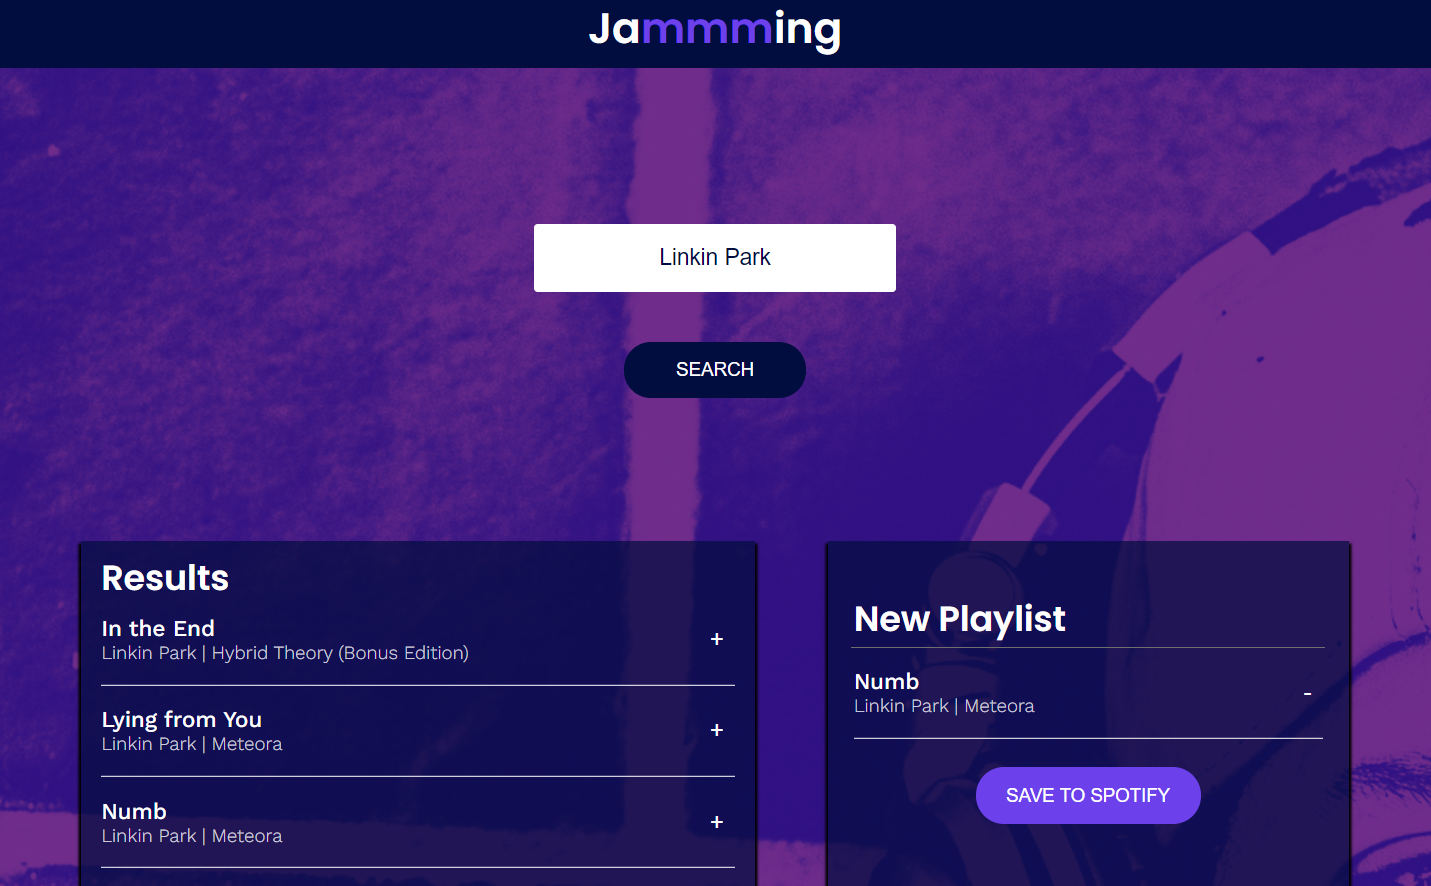 Jammming
Linkin Park
SEARCH
Results
In the End
Linkin Park | Hybrid Theory (Bonus Edition)
+
Lying from You
Linkin Park | Meteora
+
Numb
Linkin Park | Meteora
+
New Playlist
Numb
Linkin Park | Meteora
-
SAVE TO SPOTIFY